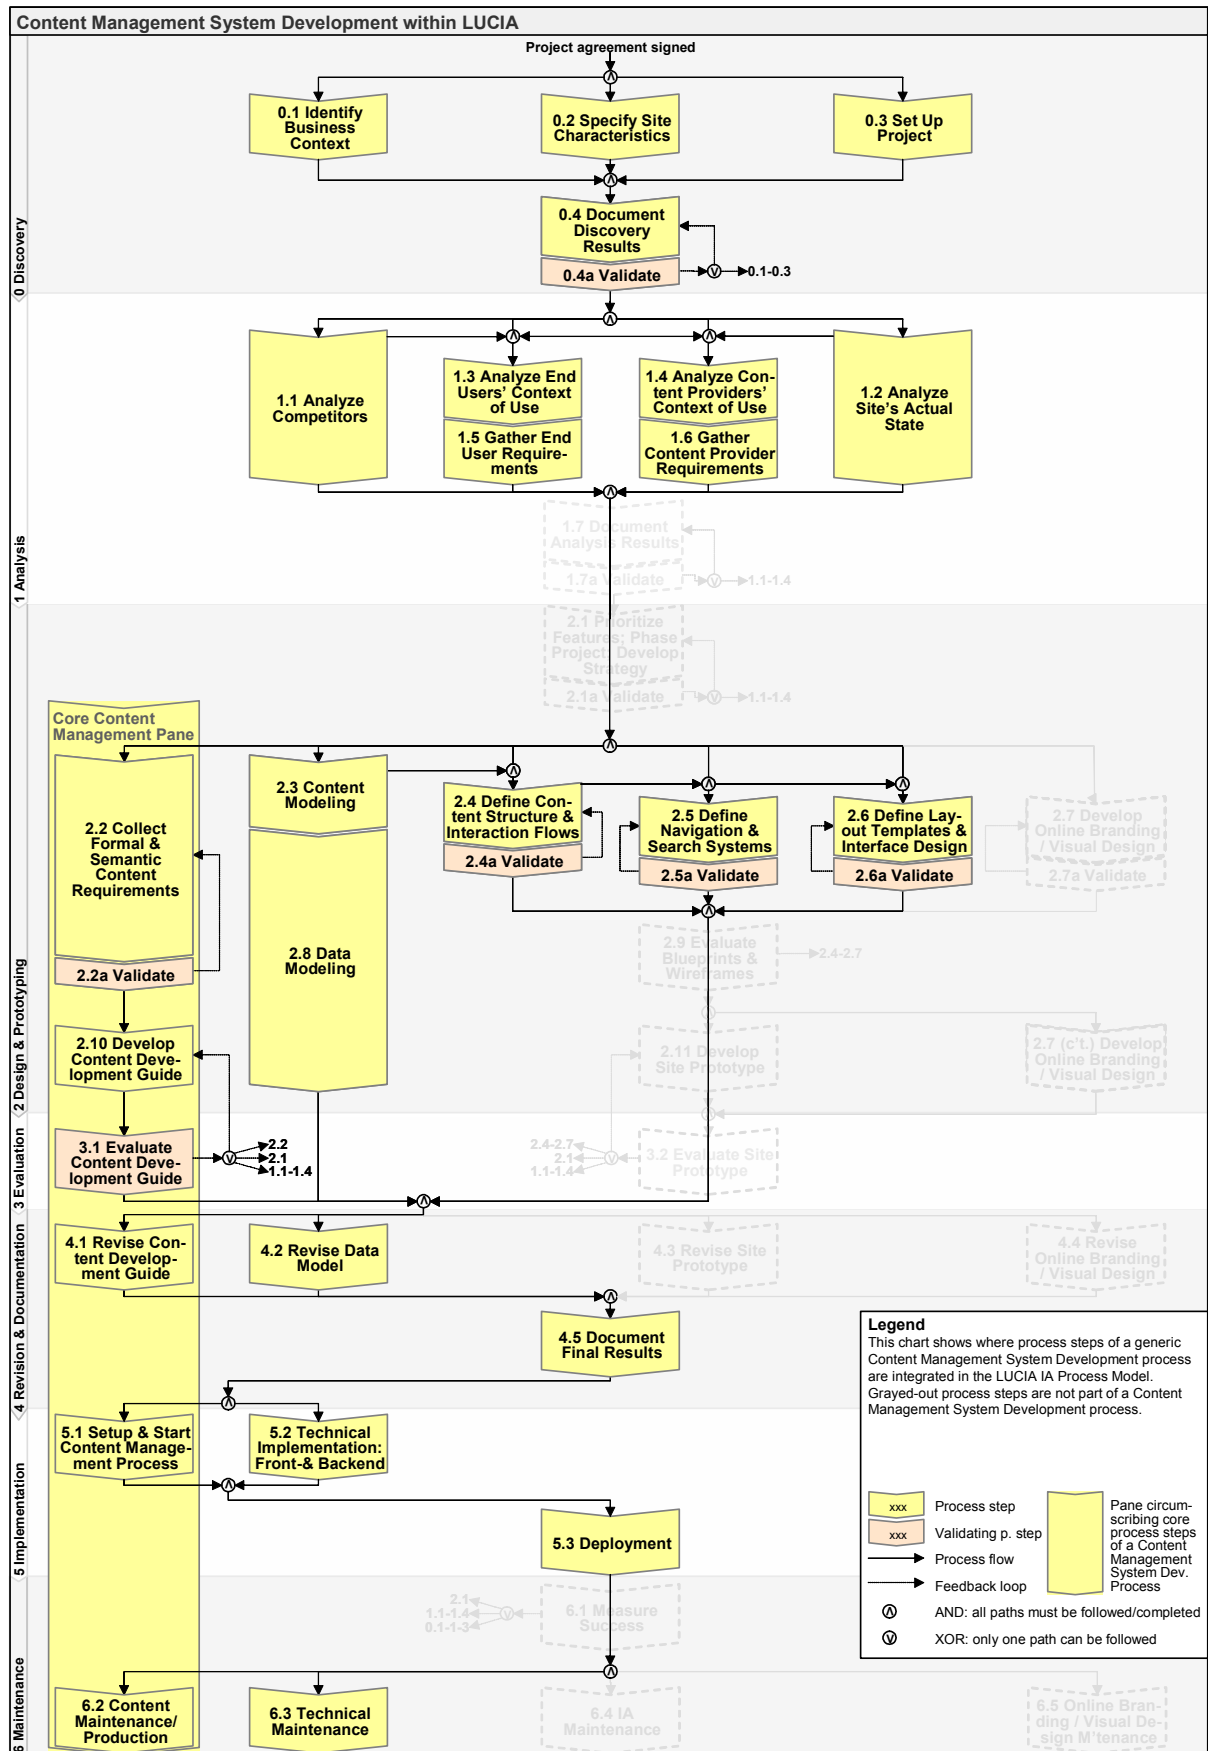 Content Management System Development within LUCIA
Project agreement signed
0.1 Identify
Business
Context
0.2 Specify Site
Characteristics
0.3 Set Up
Project
0.4 Document
Discovery
Results
0.4a Validate
0.1-0.3
0 Discovery
1.1 Analyze
Competitors
1.3 Analyze End
Users' Context
of Use
1.5 Gather End
User Require-
ments
1.4 Analyze Con-
tent Providers'
Context of Use
1.6 Gather
Content Provider
Requirements
1.2 Analyze
Site's Actual
State
1.7 Document
Analysis Results
1.7a Validate
1.1-1.4
1 Analysis
2.1 Prioritize
Features; Phase
Project; Develop
Strategy
2.1a Validate
1.1-1.4
Core Content
Management Pane
2.2 Collect
Formal &
Semantic
Content
Requirements
2.2a Validate
2.3 Content
Modeling
2.4 Define Con-
tent Structure &
Interaction Flows
2.4a Validate
2.5 Define
Navigation &
Search Systems
2.5a Validate
2.6 Define Lay-
out Templates &
Interface Design
2.6a Validate
2.7 Develop
Online Branding
/ Visual Design
2.7a Validate
2.8 Data
Modeling
2.9 Evaluate
Blueprints &
Wireframes
2.4-2.7
2.10 Develop
Content Deve-
lopment Guide
2.11 Develop
Site Prototype
2.7 (c't.) Develop
Online Branding
/ Visual Design
2 Design & Prototyping
3.1 Evaluate
Content Deve-
lopment Guide
2.2
2.1
1.1-1.4
2.4-2.7
2.1
1.1-1.4
3.2 Evaluate Site
Prototype
3 Evaluation
4.1 Revise Con-
tent Develop-
ment Guide
4.2 Revise Data
Model
4.3 Revise Site
Prototype
4.4 Revise
Online Branding
/ Visual Design
4.5 Document
Final Results
4 Revision & Documentation
5.1 Setup & Start
Content Manage-
ment Process
5.2 Technical
Implementation:
Front-& Backend
5.3 Deployment
5 Implementation
2.1
1.1-1.4
0.1-1-3
6.1 Measure
Success
6.2 Content
Maintenance/
Production
6.3 Technical
Maintenance
6.4 IA
Maintenance
6.5 Online Bran-
ding / Visual De-
sign M'tenance
6 Maintenance
Legend
This chart shows where process steps of a generic
Content Management System Development process
are integrated in the LUCIA IA Process Model.
Grayed-out process steps are not part of a Content
Management System Development process.
xxx Process step
xxx Validating p. step
Process flow
Feedback loop
Pane circum-
scribing core
process steps
of a Content
Management
System Dev.
Process
AND: all paths must be followed/completed
XOR: only one path can be followed